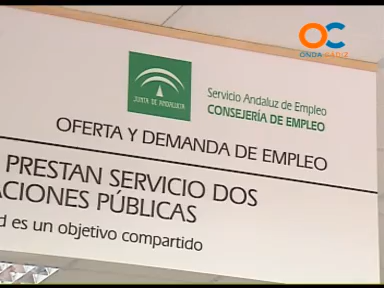 OC
ONDA CÁDIZ
JUNTA DE ANDALUCIA
Servicio Andaluz de Empleo
CONSEJERÍA DE EMPLEO
OFERTA Y DEMANDA DE EMPLEO
PRESTAN SERVICIO DOS
ACIONES PÚBLICAS
d es un objetivo compartido